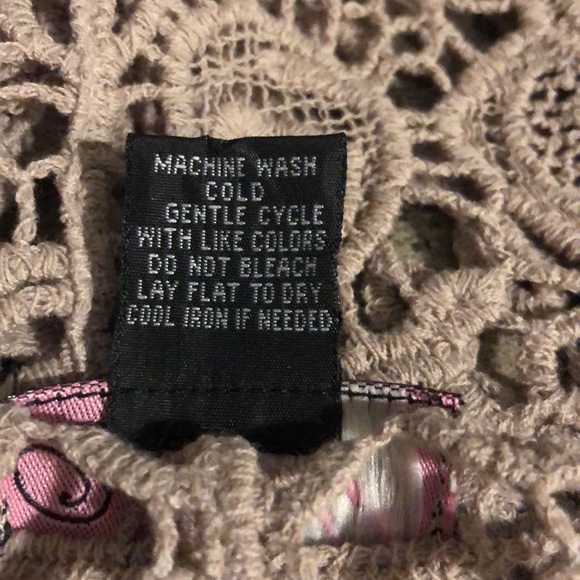 MACHINE WASH
COLD
GENTLE CYCLE
WITH LIKE COLORS
DO NOT BLEACH
LAY FLAT TO DRY
COOL IRON IF NEEDED